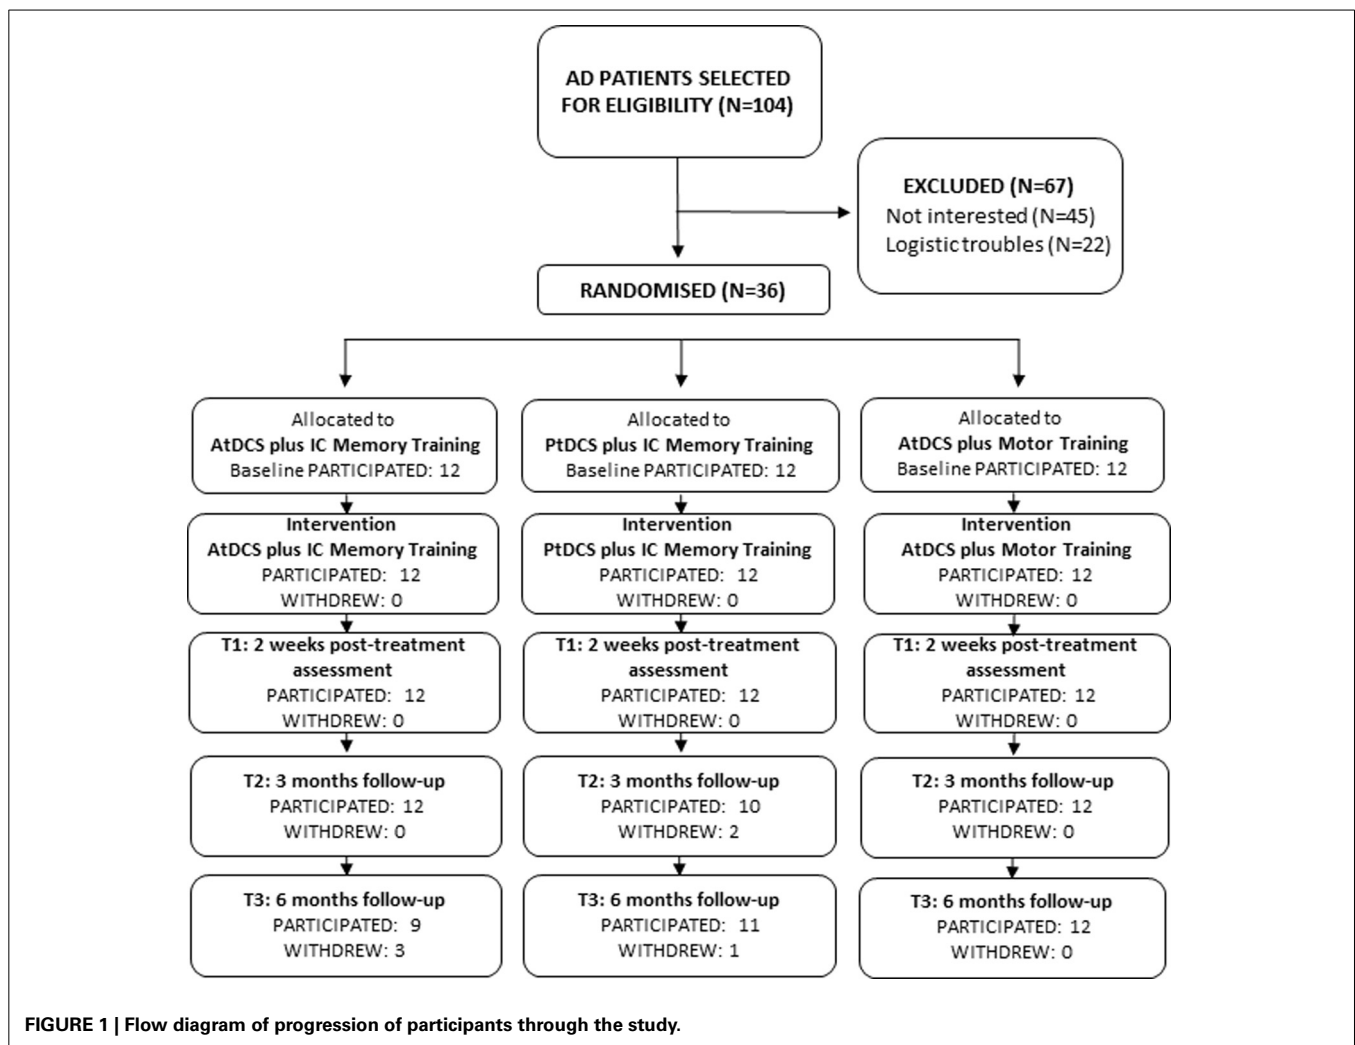 AD PATIENTS SELECTED
FOR ELIGIBILITY (N=104)
EXCLUDED (N=67)
Not interested (N=45)
Logistic troubles (N=22)
RANDOMISED (N=36)
Allocated to
AtDCS plus IC Memory Training
Baseline PARTICIPATED: 12
Allocated to
PtDCS plus IC Memory Training
Baseline PARTICIPATED: 12
Allocated to
AtDCS plus Motor Training
Baseline PARTICIPATED: 12
Intervention
AtDCS plus IC Memory Training
PARTICIPATED: 12
WITHDREW: 0
Intervention
PtDCS plus IC Memory Training
PARTICIPATED: 12
WITHDREW: 0
Intervention
AtDCS plus Motor Training
PARTICIPATED: 12
WITHDREW: 0
T1: 2 weeks post-treatment
assessment
PARTICIPATED: 12
WITHDREW: 0
T1: 2 weeks post-treatment
assessment
PARTICIPATED: 12
WITHDREW: 0
T1: 2 weeks post-treatment
assessment
PARTICIPATED: 12
WITHDREW: 0
T2: 3 months follow-up
PARTICIPATED: 12
WITHDREW: 0
T2: 3 months follow-up
PARTICIPATED: 10
WITHDREW: 2
T2: 3 months follow-up
PARTICIPATED: 12
WITHDREW: 0
T3: 6 months follow-up
PARTICIPATED: 9
WITHDREW: 3
T3: 6 months follow-up
PARTICIPATED: 11
WITHDREW: 1
T3: 6 months follow-up
PARTICIPATED: 12
WITHDREW: 0
FIGURE 1 | Flow diagram of progression of participants through the study.